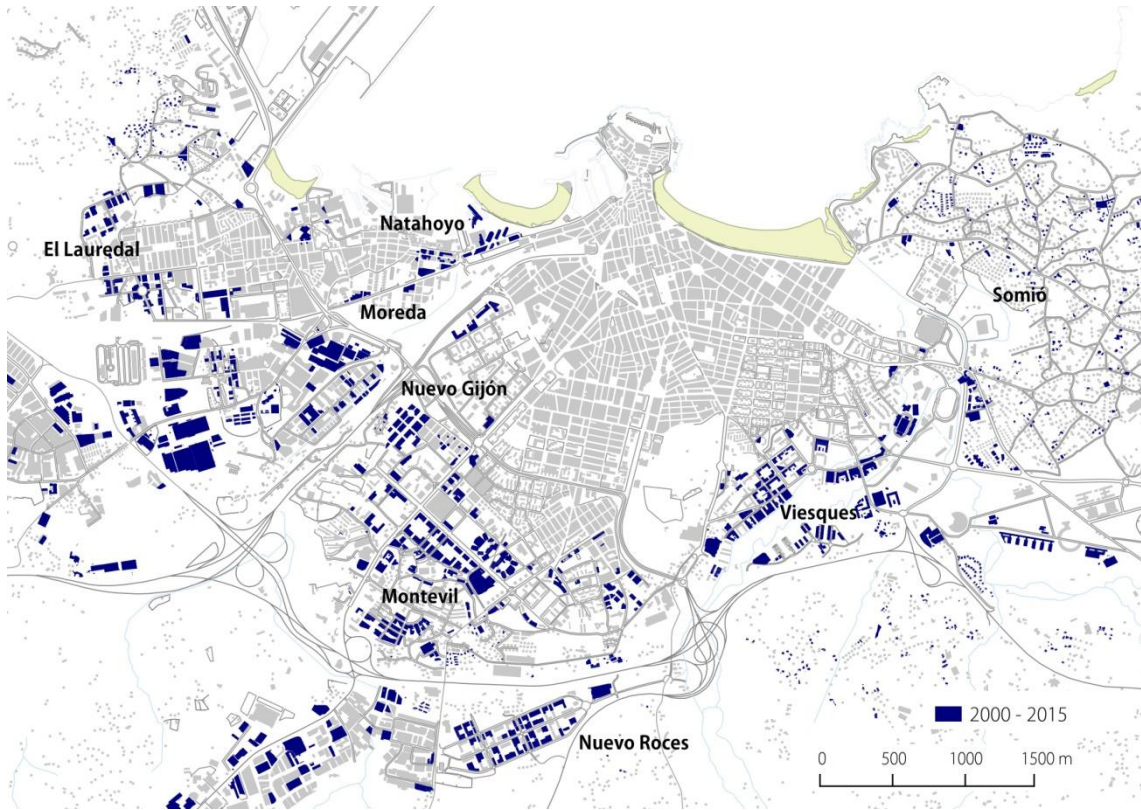 Natahoyo
El Lauredal
Somió
Moreda
Nuevo Gijón
Viesques
Montevil
2000 - 2015
Nuevo Roces
0 500 1000 1500 m